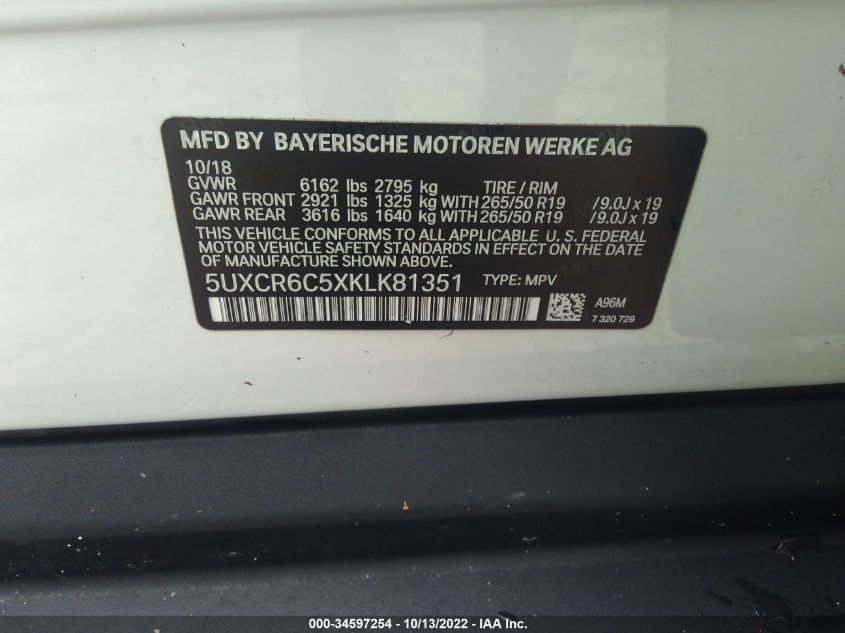 MFD BY BAYERISCHE MOTOREN WERKE AG
10/18
GVWR 6162 lbs 2795 kg TIRE / RIM
GAWR FRONT 2921 lbs 1325 kg WITH 265/50 R19 /9.0J x 19
GAWR REAR 3616 lbs 1640 kg WITH 265/50 R19 /9.0J x 19
THIS VEHICLE CONFORMS TO ALL APPLICABLE U. S. FEDERAL
MOTOR VEHICLE SAFETY STANDARDS IN EFFECT ON THE DATE
OF MANUFACTURE SHOWN ABOVE.
5UXCR6C5XKLK81351 TYPE: MPV
A96M
7 320 729
000-34597254 - 10/13/2022 - IAA Inc.